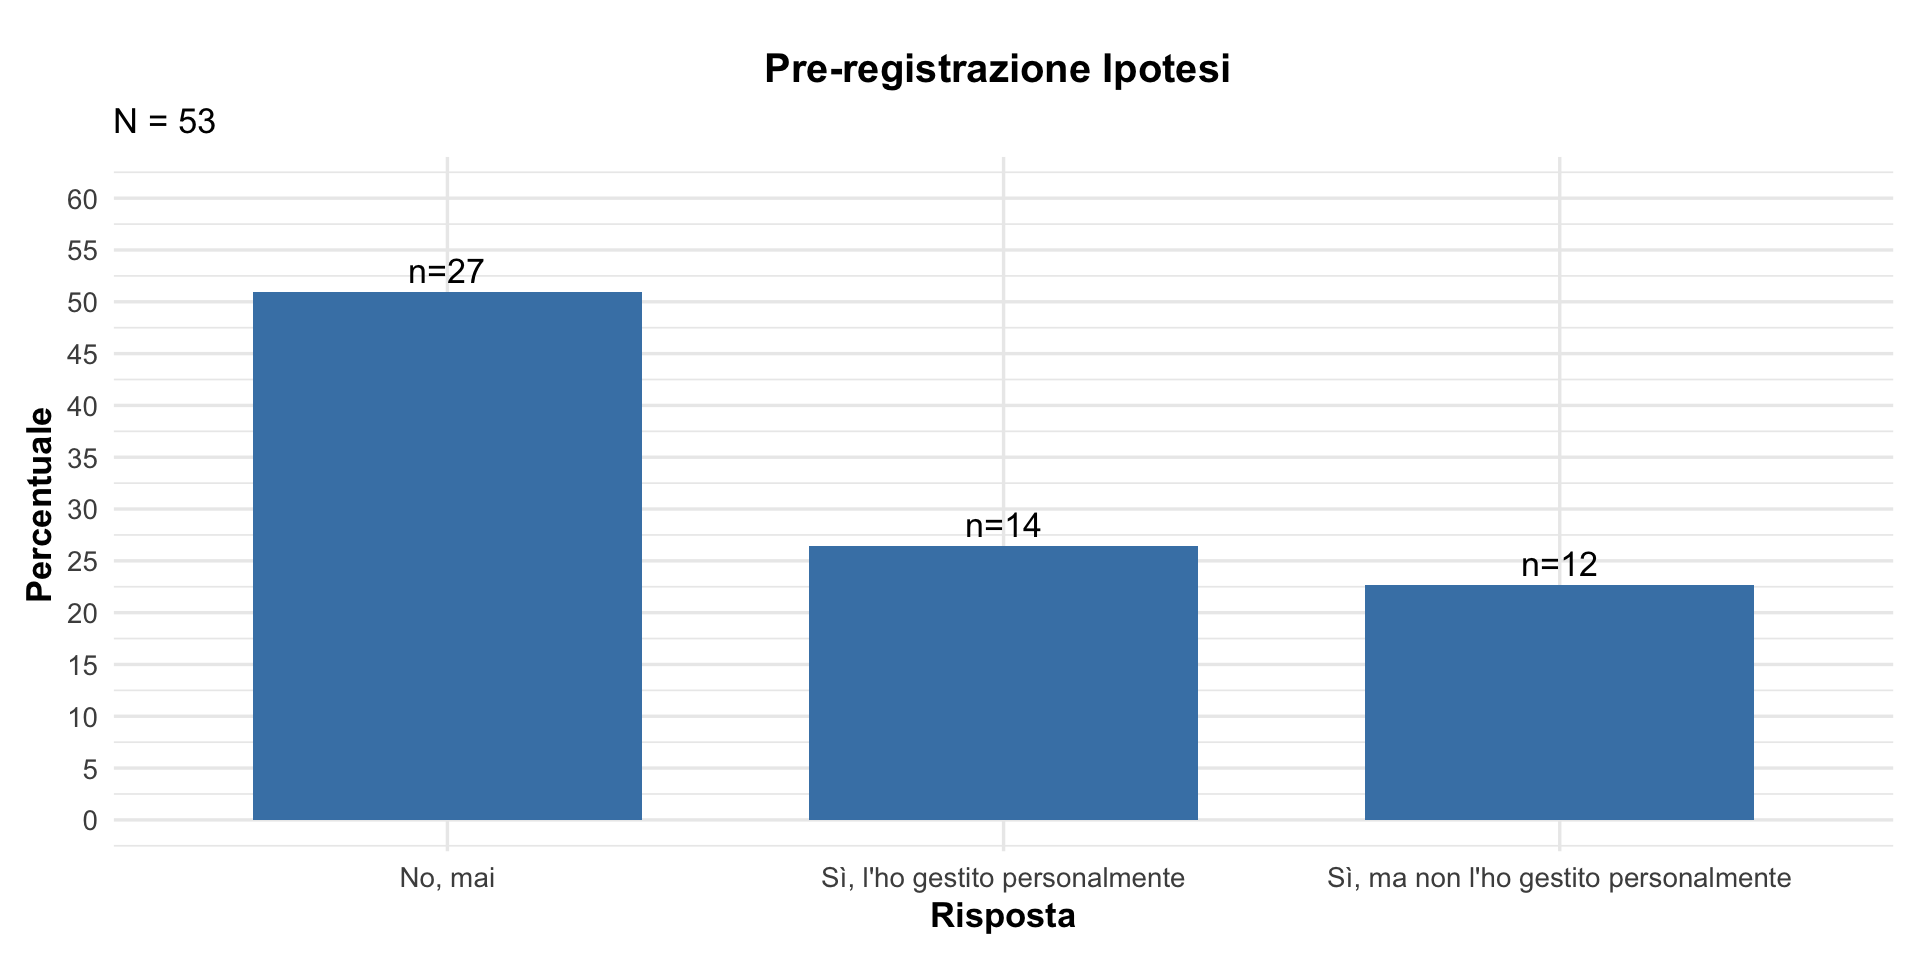 Pre-registrazione Ipotesi
N = 53
Percentuale
60
55
50
45
40
35
30
25
20
15
10
5
0
n=27
n=14
n=12
No, mai
Sì, l'ho gestito personalmente
Sì, ma non l'ho gestito personalmente
Risposta